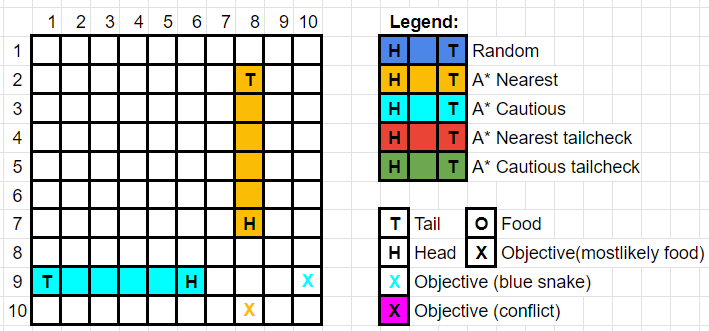 1 2 3 4 5 6 7 8 9 10 Legend:
1 H T Random
2 T H T A* Nearest
3 H T A* Cautious
4 H T A* Nearest tailcheck
5 H T A* Cautious tailcheck
6
7 H T Tail O Food
8 H Head X Objective(mostlikely food)
9 T H X X Objective (blue snake)
10 X X Objective (conflict)